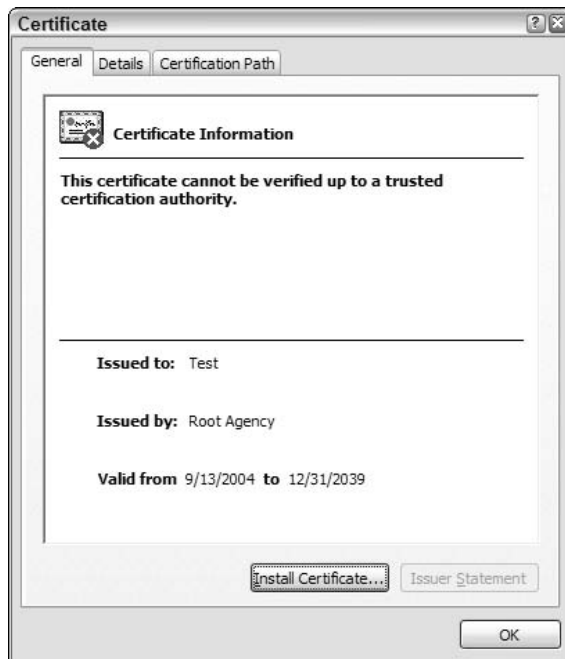 Certificate
General Details Certification Path
Certificate Information
This certificate cannot be verified up to a trusted
certification authority.
Issued to: Test
Issued by: Root Agency
Valid from 9/13/2004 to 12/31/2039
Install Certificate... Issuer Statement
OK